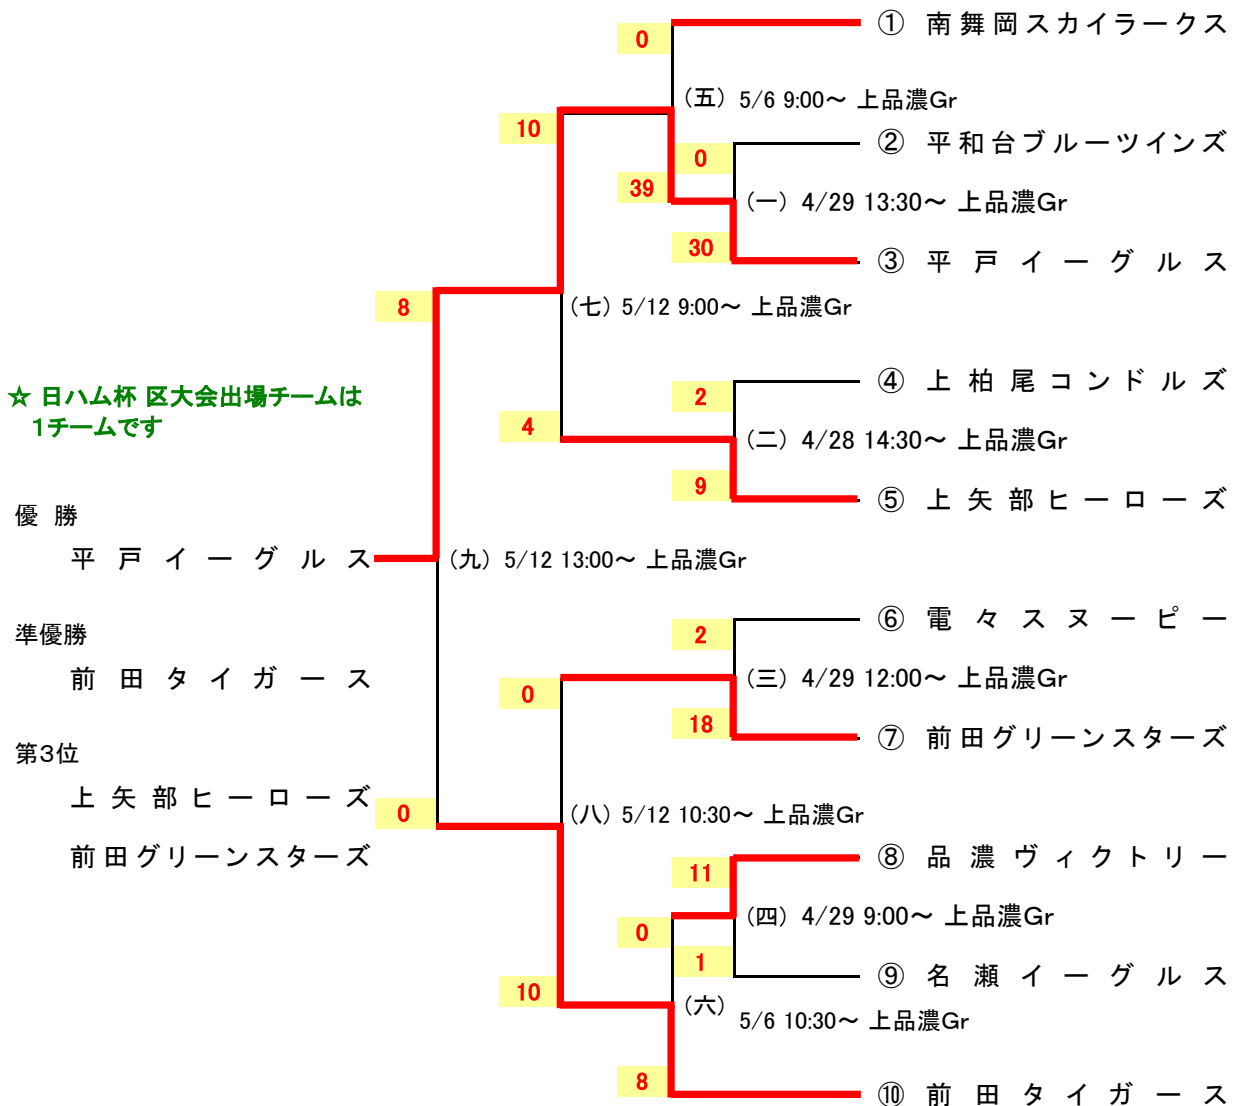 ① 南舞岡スカイラークス
0
(五) 5/6 9:00～ 上品濃Gr
10
② 平和台ブルーツインズ
0
39
(一) 4/29 13:30～ 上品濃Gr
30
③ 平戸イーグルス
8
(七) 5/12 9:00～ 上品濃Gr
④ 上柏尾コンドルズ
2
☆ 日ハム杯 区大会出場チームは
1チームです
4
(二) 4/28 14:30～ 上品濃Gr
9
⑤ 上矢部ヒーローズ
優 勝
平戸イーグルス
(九) 5/12 13:00～ 上品濃Gr
⑥ 電々スヌーピー
2
準優勝
前田タイガース
0
(三) 4/29 12:00～ 上品濃Gr
18
⑦ 前田グリーンスターズ
第3位
上矢部ヒーローズ
0
(八) 5/12 10:30～ 上品濃Gr
前田グリーンスターズ
⑧ 品濃ヴィクトリー
11
(四) 4/29 9:00～ 上品濃Gr
0
1
⑨ 名瀬イーグルス
10
(六)
5/6 10:30～ 上品濃Gr
8
⑩ 前田タイガース